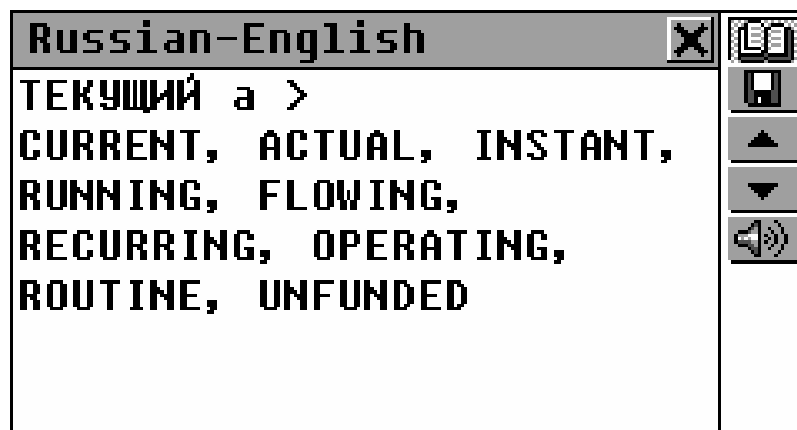 Russian-English
ТЕКУЩИЙ a >
CURRENT, ACTUAL, INSTANT,
RUNNING, FLOWING,
RECURRING, OPERATING,
ROUTINE, UNFUNDED